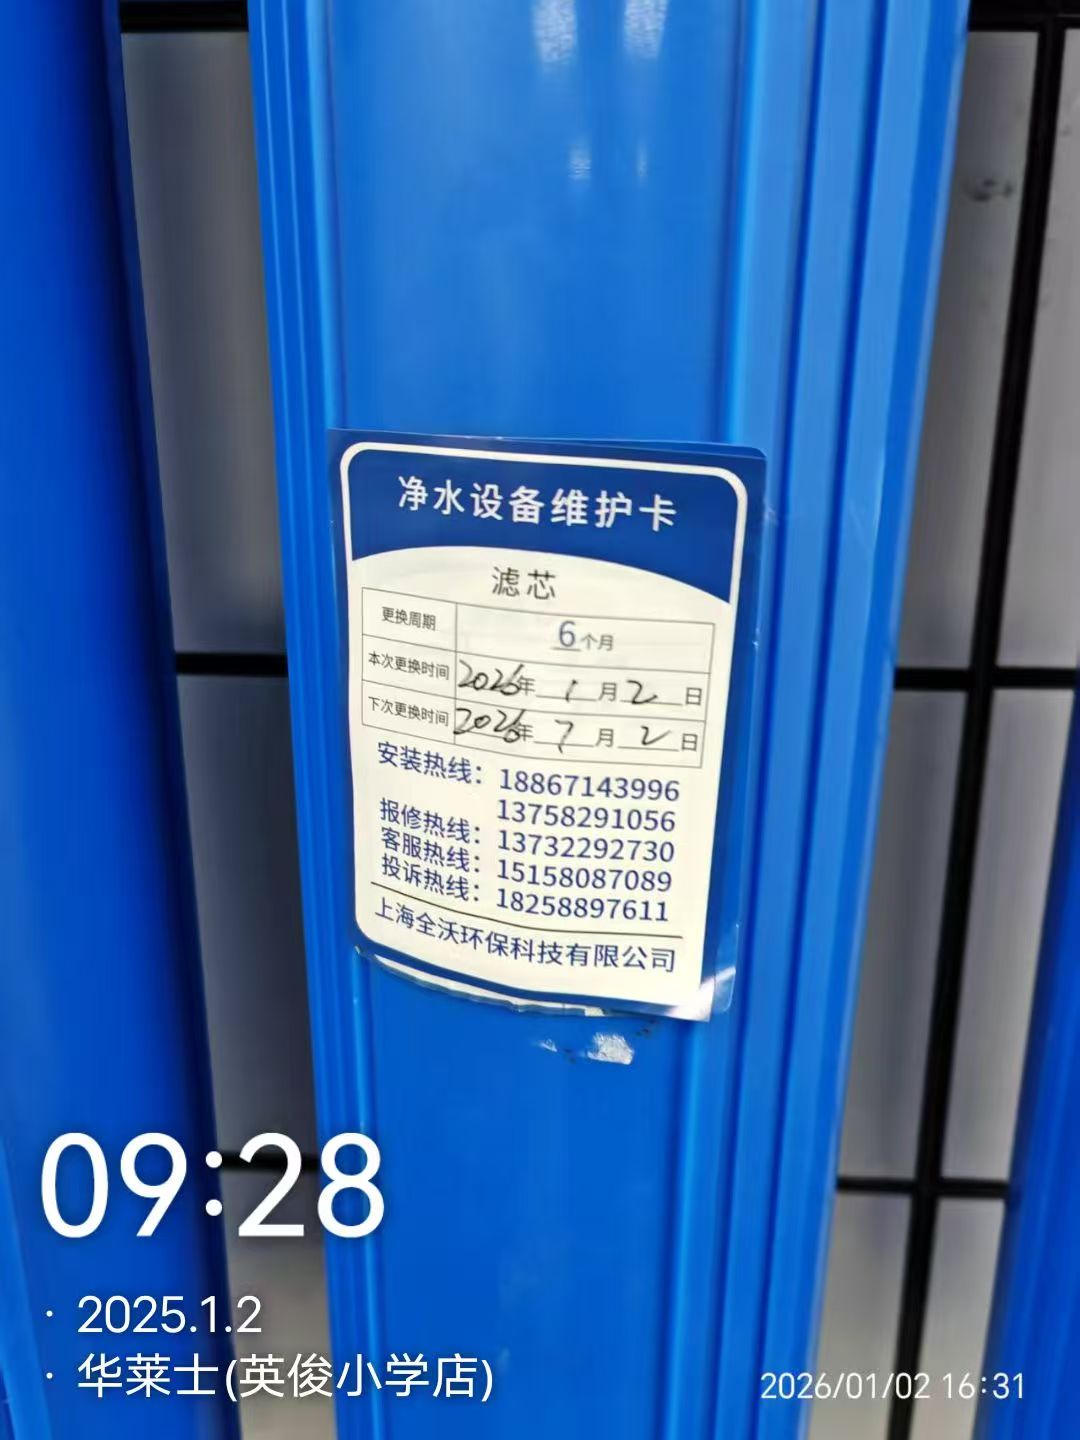 净水设备维护卡
滤芯
更换周期 6个月
本次更换时间 2026年1月2日
下次更换时间 2026年7月2日
安装热线：18867143996
13758291056
报修热线：13732292730
客服热线：15158087089
投诉热线：18258897611
上海全沃环保科技有限公司
09:28
· 2025.1.2
· 华莱士(英俊小学店)
2026/01/02 16:31